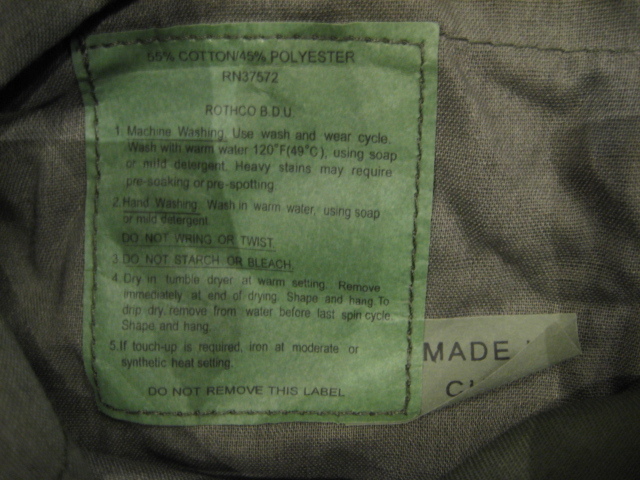 55% COTTON/45% POLYESTER
RN37572
ROTHCO B.D.U.
1. Machine Washing. Use wash and wear cycle.
Wash with warm water 120°F(49°C), using soap
or mild detergent. Heavy stains may require
pre-soaking or pre-spotting.
2. Hand Washing. Wash in warm water, using soap
or mild detergent.
DO NOT WRING OR TWIST.
3. DO NOT STARCH OR BLEACH.
4. Dry in tumble dryer at warm setting. Remove
immediately at end of drying. Shape and hang. To
drip dry, remove from water before last spin cycle.
Shape and hang.
5. If touch-up is required, iron at moderate or
synthetic heat setting.
DO NOT REMOVE THIS LABEL
MADE